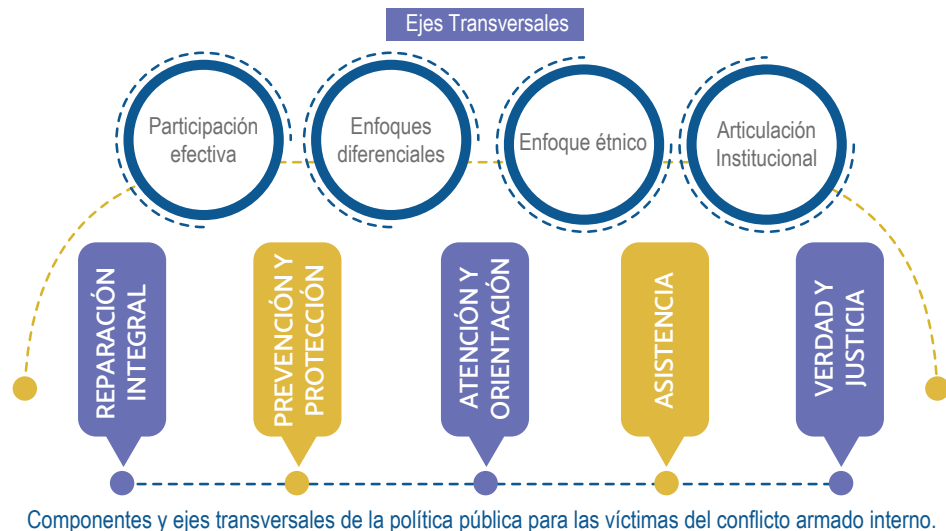 Ejes Transversales
Participación
efectiva
Enfoques
diferenciales
Enfoque étnico
Articulación
Institucional
REPARACIÓN
INTEGRAL
PREVENCIÓN Y
PROTECCIÓN
ATENCIÓN Y
ORIENTACIÓN
ASISTENCIA
VERDAD Y
JUSTICIA
Componentes y ejes transversales de la política pública para las víctimas del conflicto armado interno.